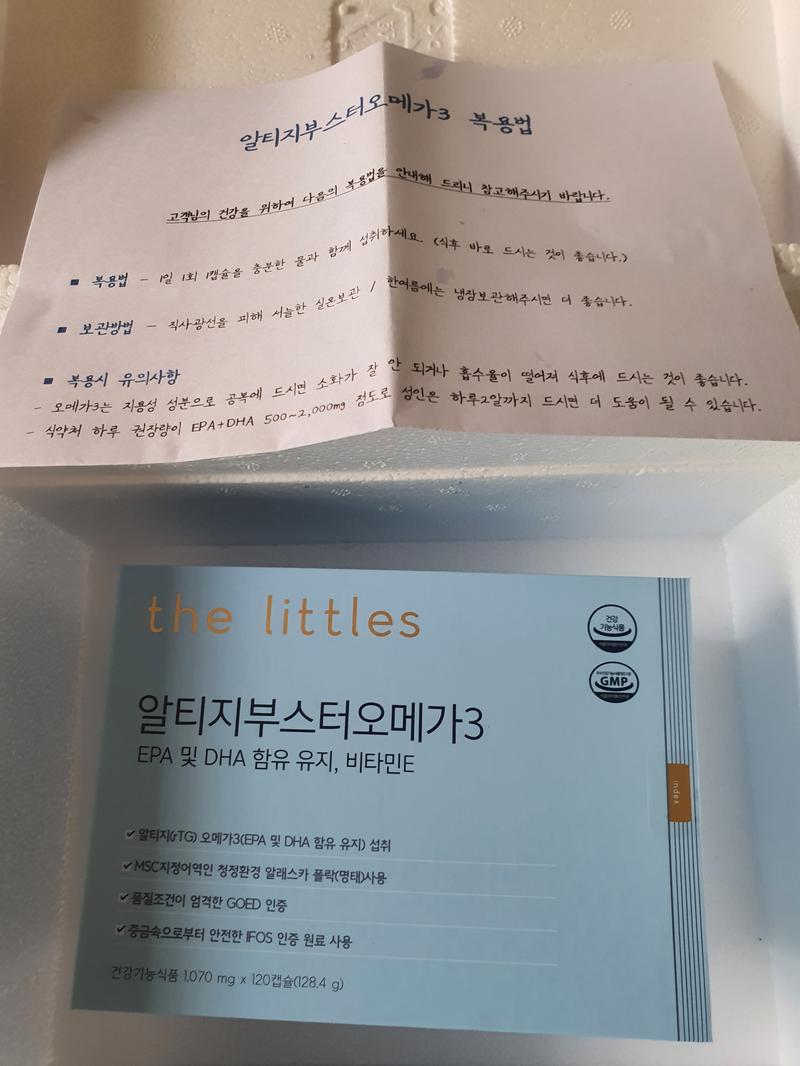 알티지부스터오메가3 복용법
고객님의 건강을 위하여 다음의 복용법을 안내해 드리니 참고해주시기 바랍니다.
■ 복용법 - 1일 1회 1캡슐을 충분한 물과 함께 섭취하세요. (식후 바로 드시는 것이 좋습니다.)
■ 보관방법 - 직사광선을 피해 서늘한 실온보관 / 한여름에는 냉장보관해주시면 더 좋습니다.
■ 복용시 유의사항
- 오메가3는 지용성 성분으로 공복에 드시면 소화가 잘 안 되거나 흡수율이 떨어져 식후에 드시는 것이 좋습니다.
- 식약처 하루 권장량이 EPA+DHA 500~2,000mg 정도로 성인은 하루2알까지 드시면 더 도움이 될 수 있습니다.
the littles
건강
기능식품
GMP
알티지부스터오메가3
EPA 및 DHA 함유 유지, 비타민E
index
✔알티지(rTG) 오메가3(EPA 및 DHA 함유 유지) 섭취
✔MSC지정어역인 청정환경 알래스카 폴락(명태)사용
✔품질조건이 엄격한 GOED 인증
✔중금속으로부터 안전한 IFOS 인증 원료 사용
건강기능식품 1,070 mg x 120캡슐(128.4 g)